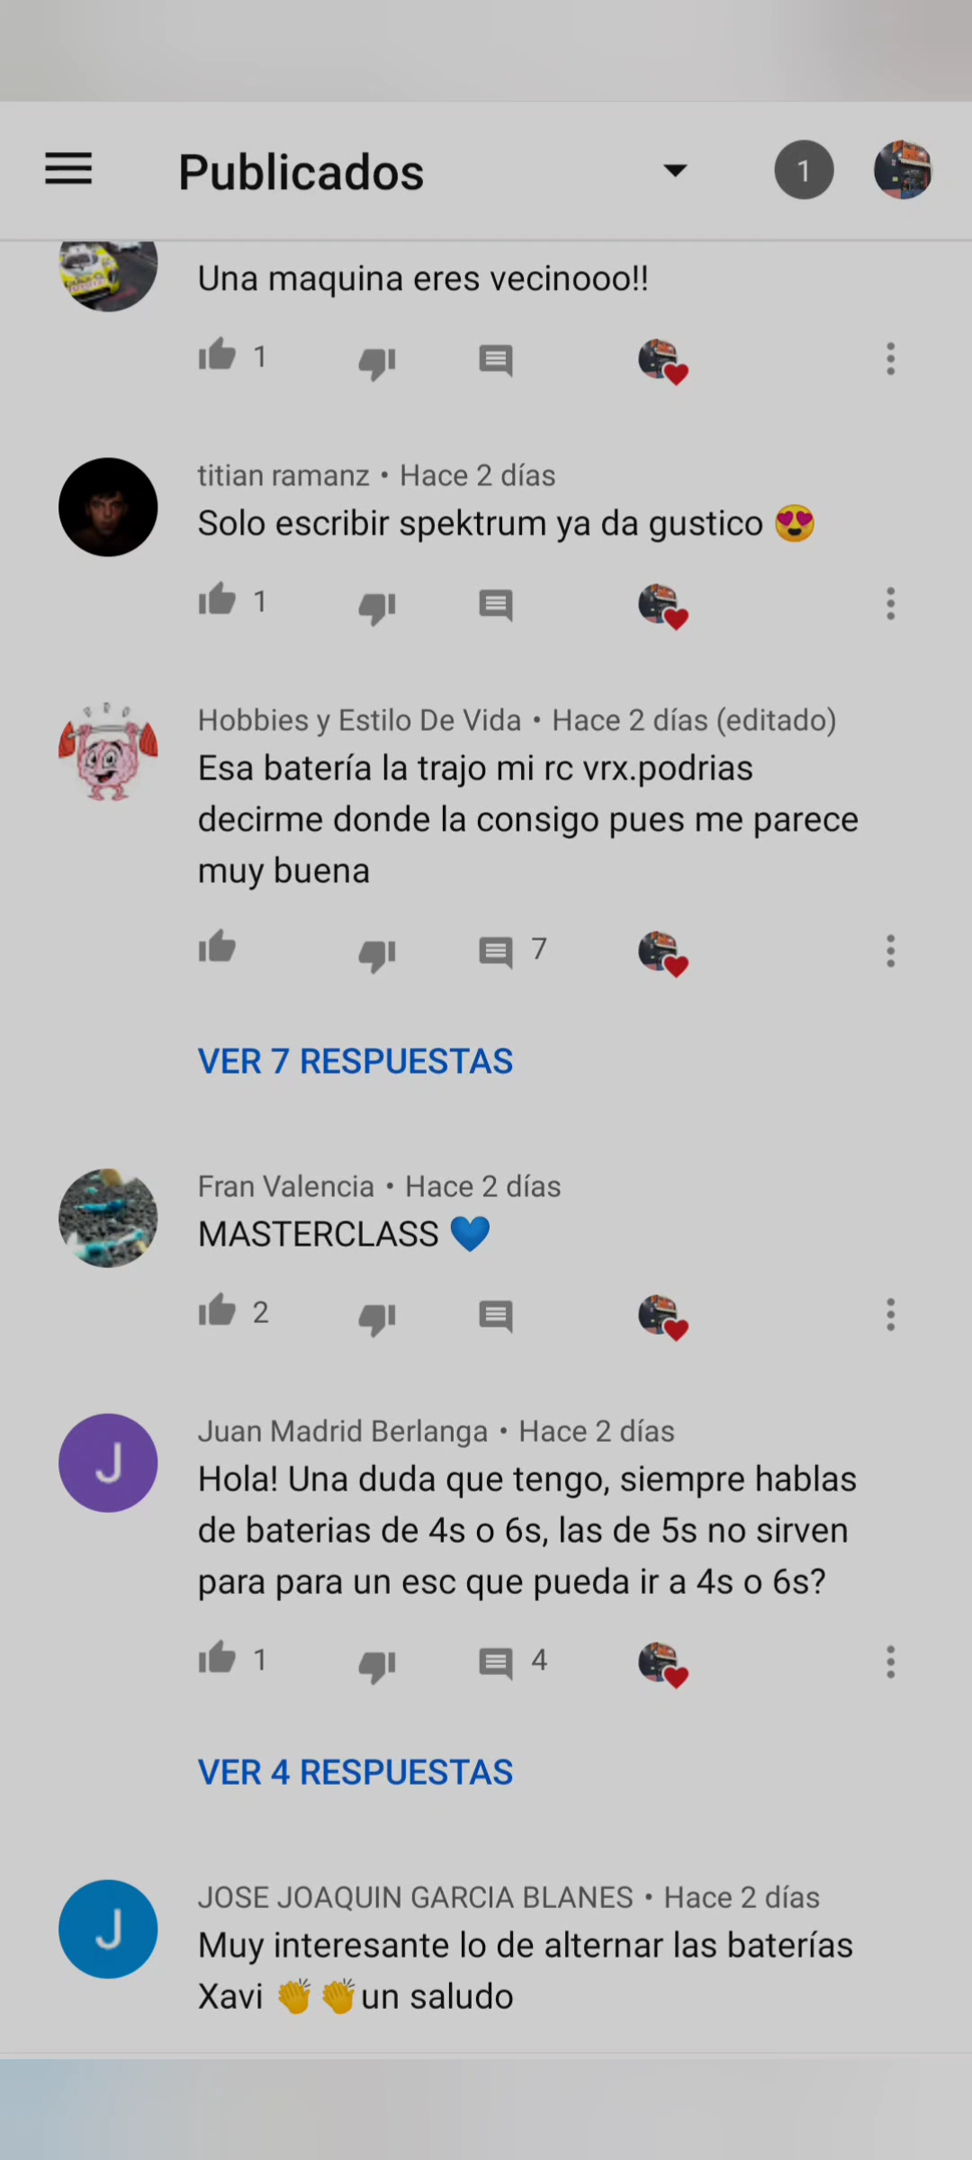 Publicados
1
Una maquina eres vecinooo!!
1
titian ramanz • Hace 2 días
Solo escribir spektrum ya da gustico 😍
1
Hobbies y Estilo De Vida • Hace 2 días (editado)
Esa batería la trajo mi rc vrx.podrias
decirme donde la consigo pues me parece
muy buena
7
VER 7 RESPUESTAS
Fran Valencia • Hace 2 días
MASTERCLASS 💙
2
J
Juan Madrid Berlanga • Hace 2 días
Hola! Una duda que tengo, siempre hablas
de baterias de 4s o 6s, las de 5s no sirven
para para un esc que pueda ir a 4s o 6s?
1
4
VER 4 RESPUESTAS
J
JOSE JOAQUIN GARCIA BLANES • Hace 2 días
Muy interesante lo de alternar las baterías
Xavi 👏 👏 un saludo